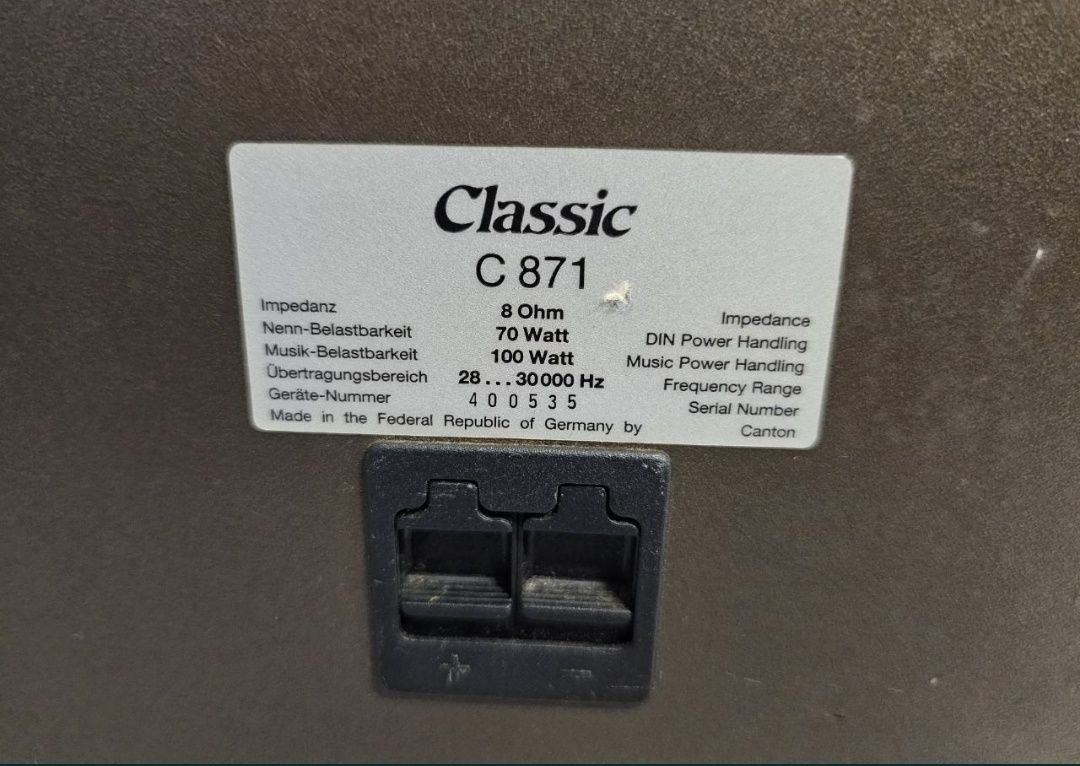 Classic
C 871
Impedanz 8 Ohm Impedance
Nenn-Belastbarkeit 70 Watt DIN Power Handling
Musik-Belastbarkeit 100 Watt Music Power Handling
Übertragungsbereich 28...30000 Hz Frequency Range
Geräte-Nummer 400535 Serial Number
Made in the Federal Republic of Germany by Canton
+ -